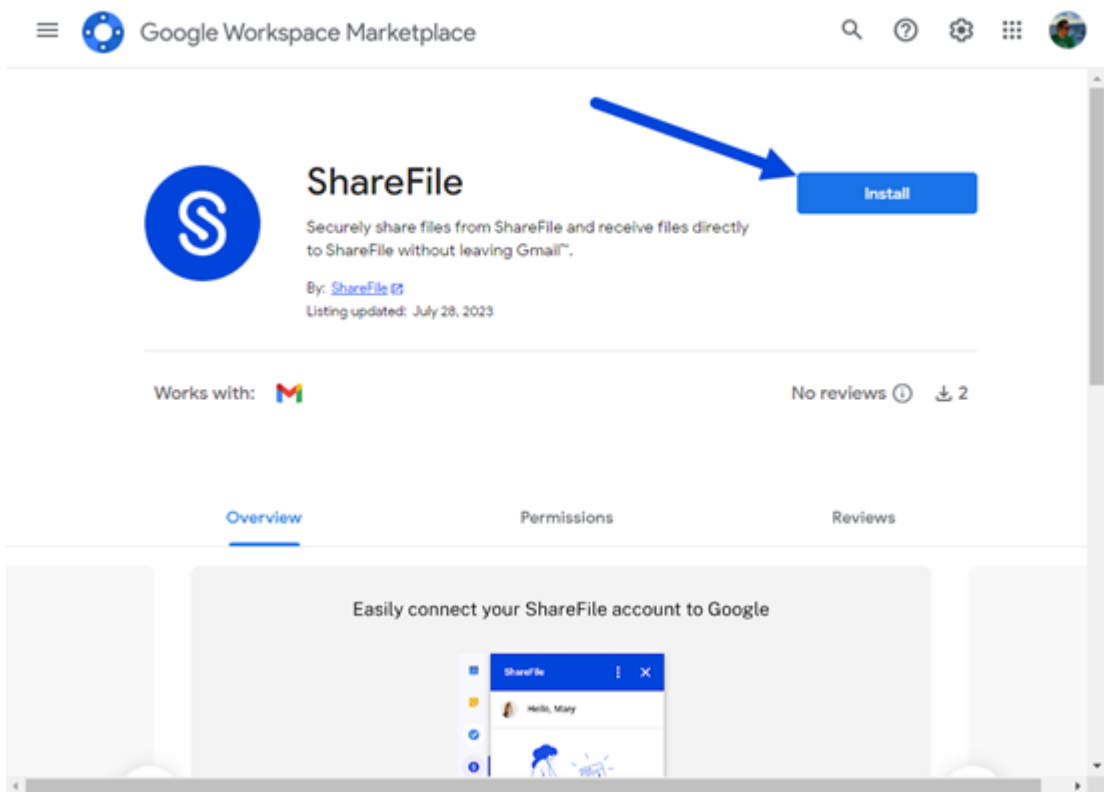 Google Workspace Marketplace
ShareFile
Install
Securely share files from ShareFile and receive files directly
to ShareFile without leaving Gmail™.
By: ShareFile
Listing updated: July 28, 2023
Works with:
No reviews
2
Overview
Permissions
Reviews
Easily connect your ShareFile account to Google
ShareFile
Hello, Mary